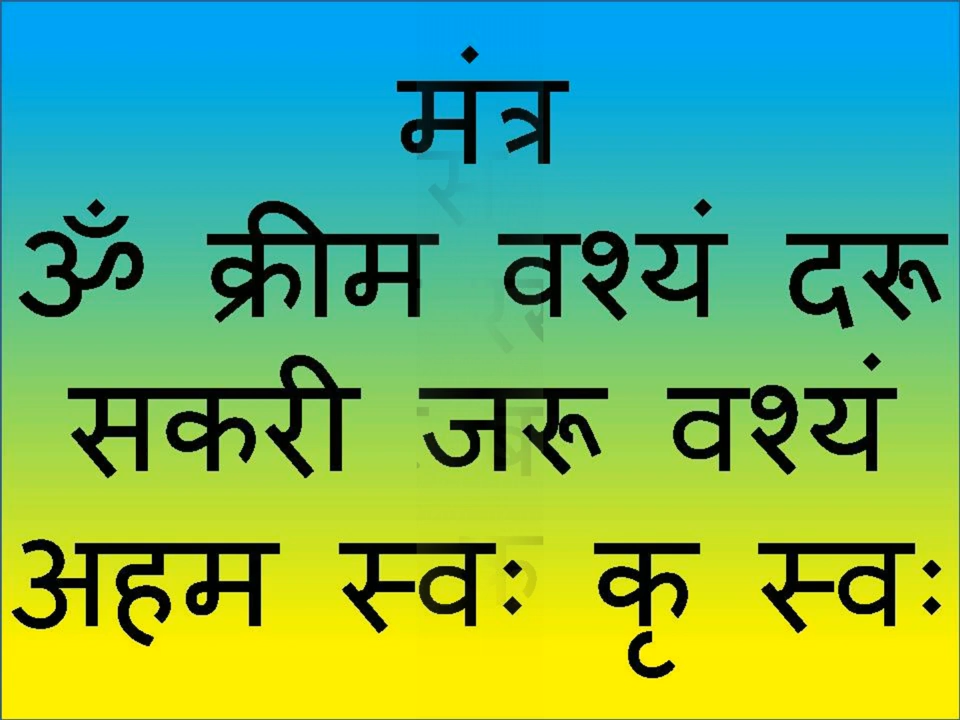 मंत्र
ॐ क्रीम वश्यं दरू
सकरी जरू वश्यं
अहम स्वः कृ स्वः